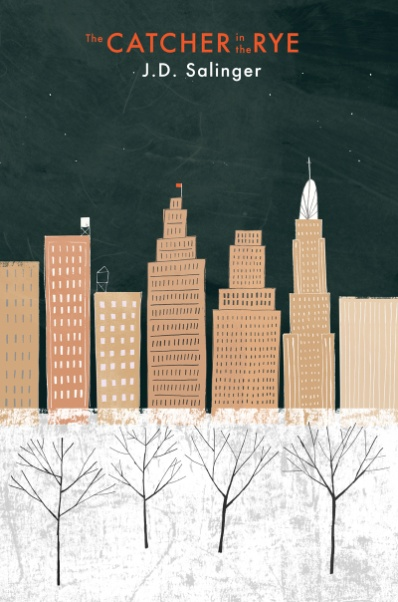 The CATCHER in the RYE
J.D. Salinger